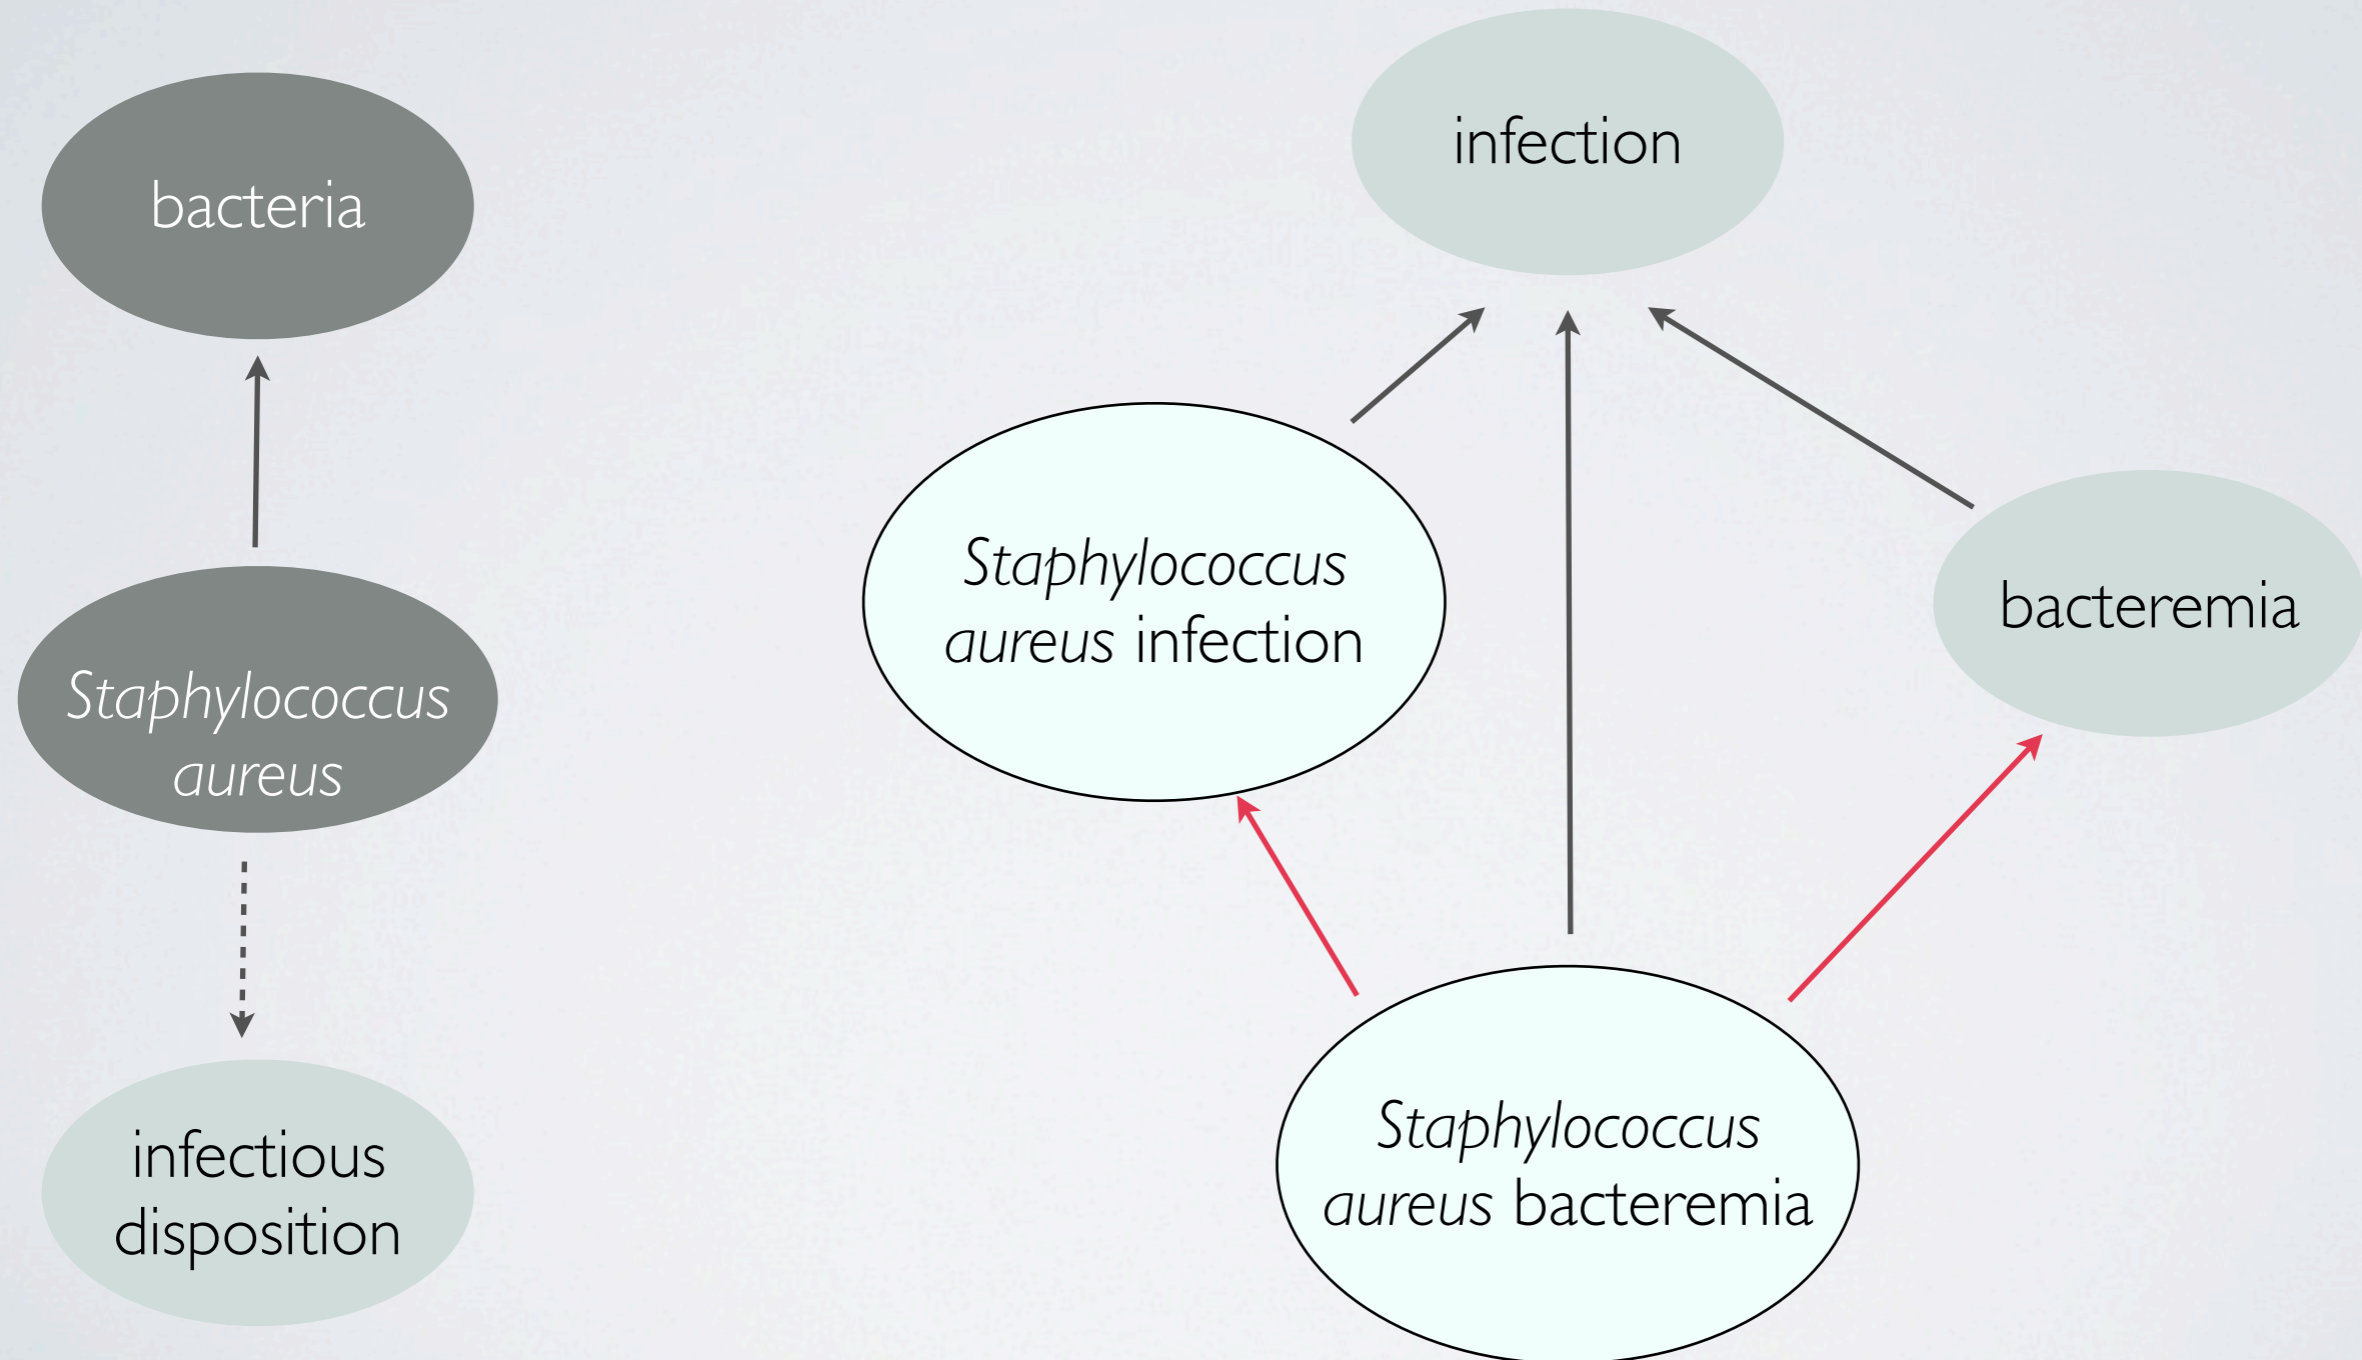 bacteria
Staphylococcus
aureus
infectious
disposition
infection
Staphylococcus
aureus infection
bacteremia
Staphylococcus
aureus bacteremia